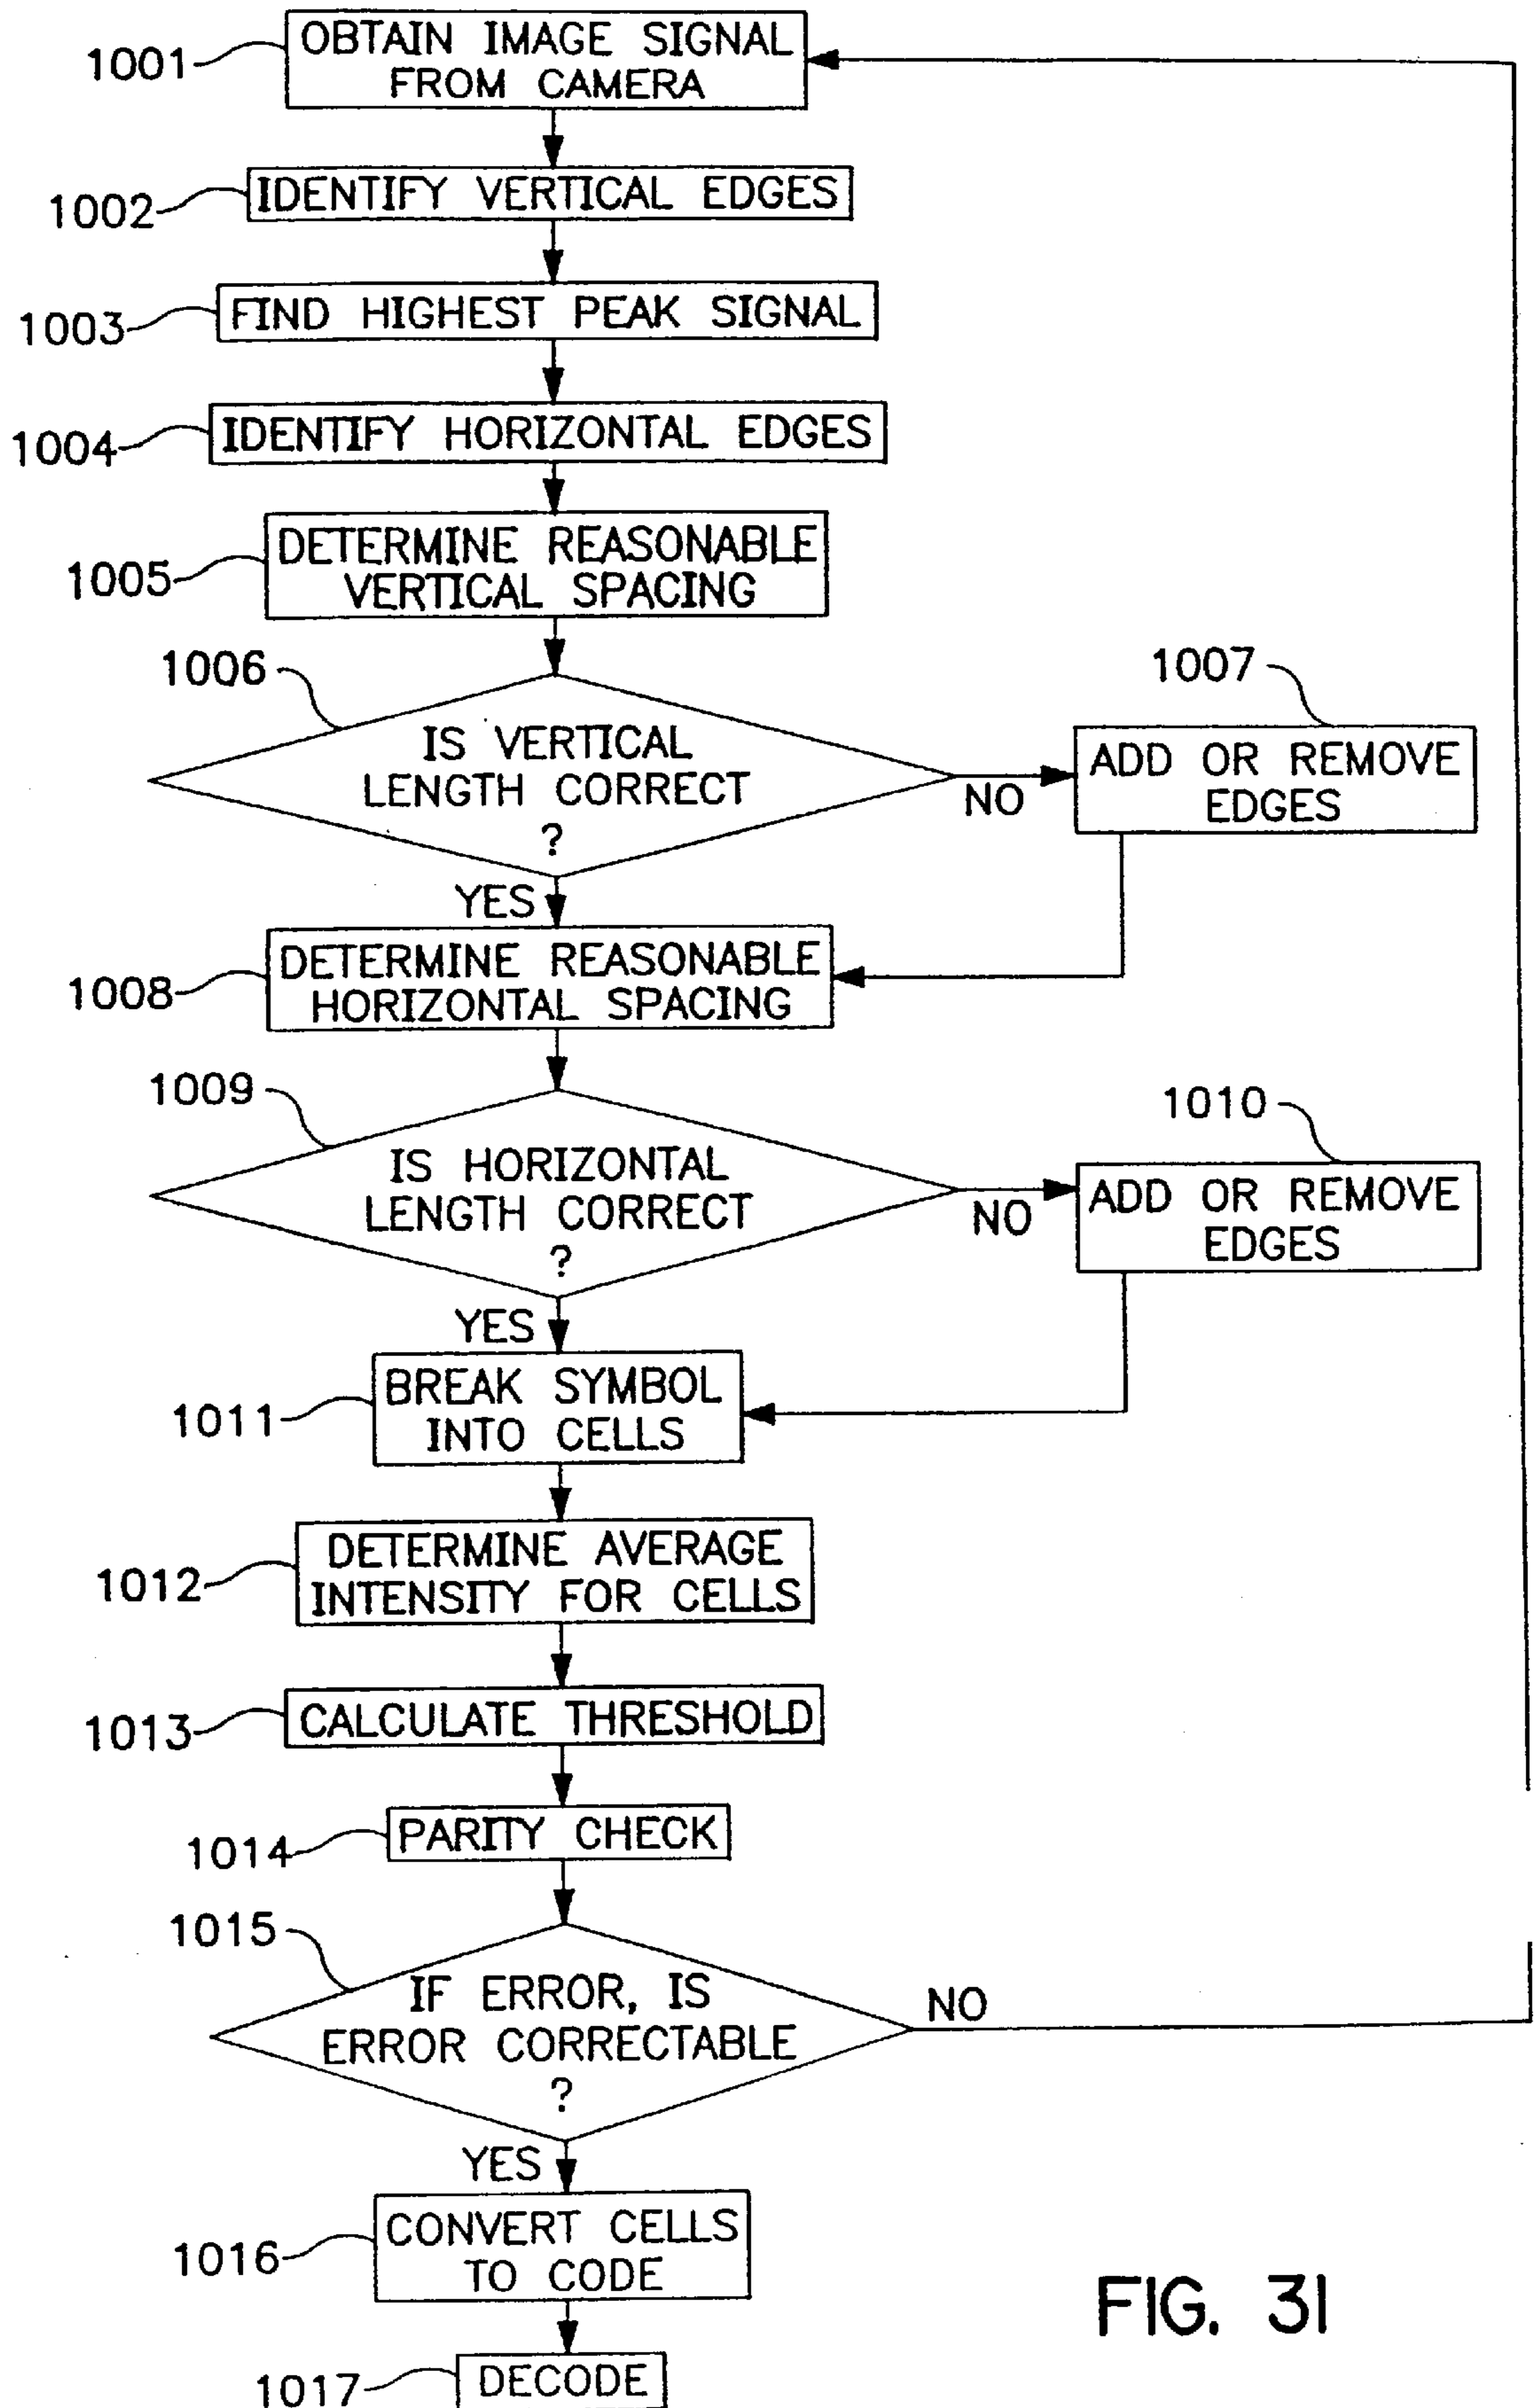 1001
OBTAIN IMAGE SIGNAL
FROM CAMERA
1002
IDENTIFY VERTICAL EDGES
1003
FIND HIGHEST PEAK SIGNAL
1004
IDENTIFY HORIZONTAL EDGES
1005
DETERMINE REASONABLE
VERTICAL SPACING
1006
IS VERTICAL
LENGTH CORRECT
?
NO
1007
ADD OR REMOVE
EDGES
YES
1008
DETERMINE REASONABLE
HORIZONTAL SPACING
1009
IS HORIZONTAL
LENGTH CORRECT
?
NO
1010
ADD OR REMOVE
EDGES
YES
1011
BREAK SYMBOL
INTO CELLS
1012
DETERMINE AVERAGE
INTENSITY FOR CELLS
1013
CALCULATE THRESHOLD
1014
PARITY CHECK
1015
IF ERROR, IS
ERROR CORRECTABLE
?
NO
YES
1016
CONVERT CELLS
TO CODE
1017
DECODE
FIG. 31